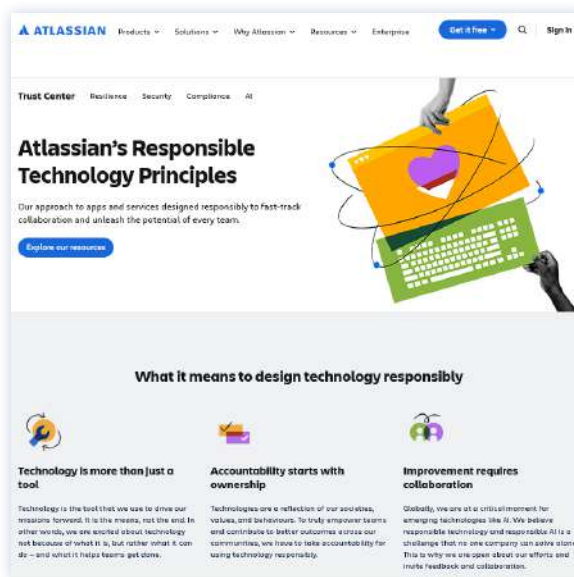 ATLASSIAN Products Solutions Why Atlassian Resources Enterprise Get it free Sign in
Trust Center Resilience Security Compliance AI
Atlassian's Responsible
Technology Principles
Our approach to apps and services designed responsibly to fast-track
collaboration and unleash the potential of every team.
Explore our resources
What it means to design technology responsibly
Technology is more than just a
tool
Technology is the tool that we use to drive our
missions forward. It is the means, not the end. In
other words, we are excited about technology
not because of what it is, but rather what it can
do – and what it helps teams get done.
Accountability starts with
ownership
Technologies are a reflection of our societies,
values, and behaviours. To truly empower teams
and contribute to better outcomes across our
communities, we have to take accountability for
using technology responsibly.
Improvement requires
collaboration
Globally, we are at a critical moment for
emerging technologies like AI. We believe
responsible technology and responsible AI is a
challenge that no one company can solve alone.
This is why we are open about our efforts and
invite feedback and collaboration.